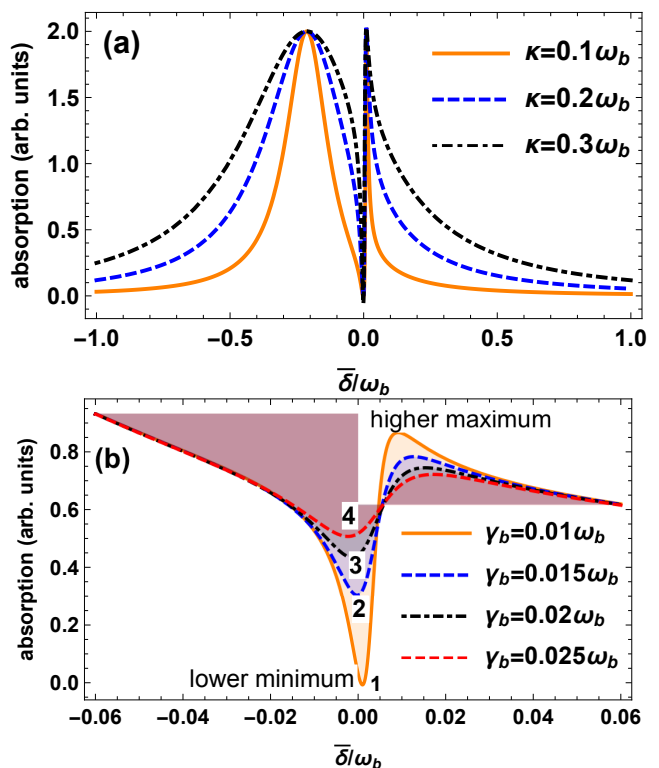 (a)
κ=0.1ω_b
κ=0.2ω_b
κ=0.3ω_b
absorption (arb. units)
2.0
1.5
1.0
0.5
0.0
−1.0 −0.5 0.0 0.5 1.0
δ̅/ω_b
(b)
higher maximum
absorption (arb. units)
0.8
0.6
0.4
0.2
0.0
4
3
2
1
lower minimum
γ_b=0.01ω_b
γ_b=0.015ω_b
γ_b=0.02ω_b
γ_b=0.025ω_b
−0.06 −0.04 −0.02 0.00 0.02 0.04 0.06
δ̅/ω_b